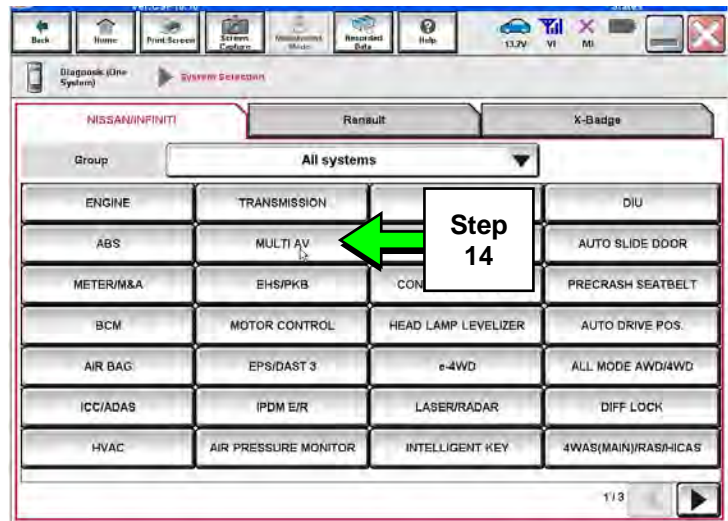 Back Home Print Screen Screen Capture Measurement Mode Recorded Data Help 13.2V VI MI
Diagnosis (One System) System Selection
NISSAN/INFINITI Renault X-Badge
Group All systems
ENGINE TRANSMISSION DIU
Step 14
ABS MULTI AV AUTO SLIDE DOOR
METER/M&A EHS/PKB CON PRECRASH SEATBELT
BCM MOTOR CONTROL HEAD LAMP LEVELIZER AUTO DRIVE POS.
AIR BAG EPS/DAST 3 e-4WD ALL MODE AWD/4WD
ICC/ADAS IPDM E/R LASER/RADAR DIFF LOCK
HVAC AIR PRESSURE MONITOR INTELLIGENT KEY 4WAS(MAIN)/RAS/HICAS
1/3